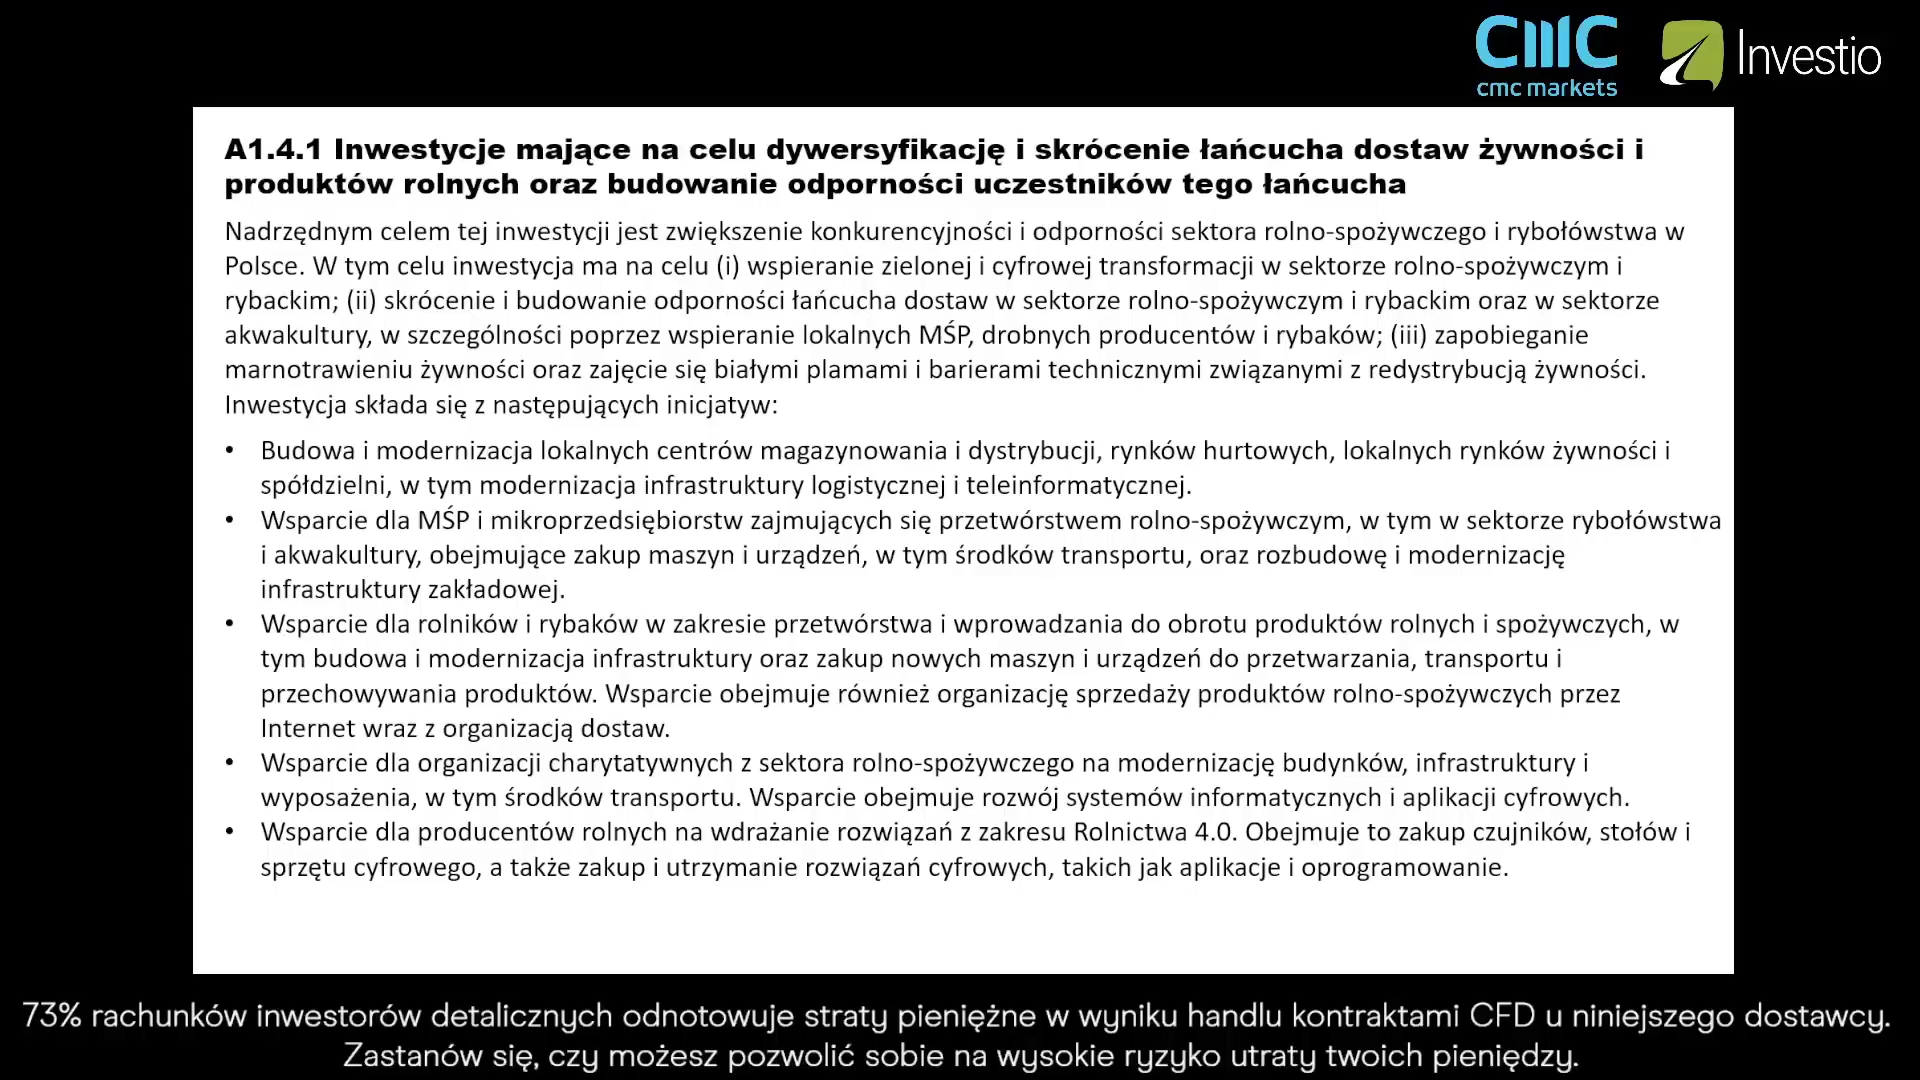 cmc
cmc markets
Investio
A1.4.1 Inwestycje mające na celu dywersyfikację i skrócenie łańcucha dostaw żywności i
produktów rolnych oraz budowanie odporności uczestników tego łańcucha
Nadrzędnym celem tej inwestycji jest zwiększenie konkurencyjności i odporności sektora rolno-spożywczego i rybołówstwa w
Polsce. W tym celu inwestycja ma na celu (i) wspieranie zielonej i cyfrowej transformacji w sektorze rolno-spożywczym i
rybackim; (ii) skrócenie i budowanie odporności łańcucha dostaw w sektorze rolno-spożywczym i rybackim oraz w sektorze
akwakultury, w szczególności poprzez wspieranie lokalnych MŚP, drobnych producentów i rybaków; (iii) zapobieganie
marnotrawieniu żywności oraz zajęcie się białymi plamami i barierami technicznymi związanymi z redystrybucją żywności.
Inwestycja składa się z następujących inicjatyw:
• Budowa i modernizacja lokalnych centrów magazynowania i dystrybucji, rynków hurtowych, lokalnych rynków żywności i
spółdzielni, w tym modernizacja infrastruktury logistycznej i teleinformatycznej.
• Wsparcie dla MŚP i mikroprzedsiębiorstw zajmujących się przetwórstwem rolno-spożywczym, w tym w sektorze rybołówstwa
i akwakultury, obejmujące zakup maszyn i urządzeń, w tym środków transportu, oraz rozbudowę i modernizację
infrastruktury zakładowej.
• Wsparcie dla rolników i rybaków w zakresie przetwórstwa i wprowadzania do obrotu produktów rolnych i spożywczych, w
tym budowa i modernizacja infrastruktury oraz zakup nowych maszyn i urządzeń do przetwarzania, transportu i
przechowywania produktów. Wsparcie obejmuje również organizację sprzedaży produktów rolno-spożywczych przez
Internet wraz z organizacją dostaw.
• Wsparcie dla organizacji charytatywnych z sektora rolno-spożywczego na modernizację budynków, infrastruktury i
wyposażenia, w tym środków transportu. Wsparcie obejmuje rozwój systemów informatycznych i aplikacji cyfrowych.
• Wsparcie dla producentów rolnych na wdrażanie rozwiązań z zakresu Rolnictwa 4.0. Obejmuje to zakup czujników, stołów i
sprzętu cyfrowego, a także zakup i utrzymanie rozwiązań cyfrowych, takich jak aplikacje i oprogramowanie.
73% rachunków inwestorów detalicznych odnotowuje straty pieniężne w wyniku handlu kontraktami CFD u niniejszego dostawcy.
Zastanów się, czy możesz pozwolić sobie na wysokie ryzyko utraty twoich pieniędzy.